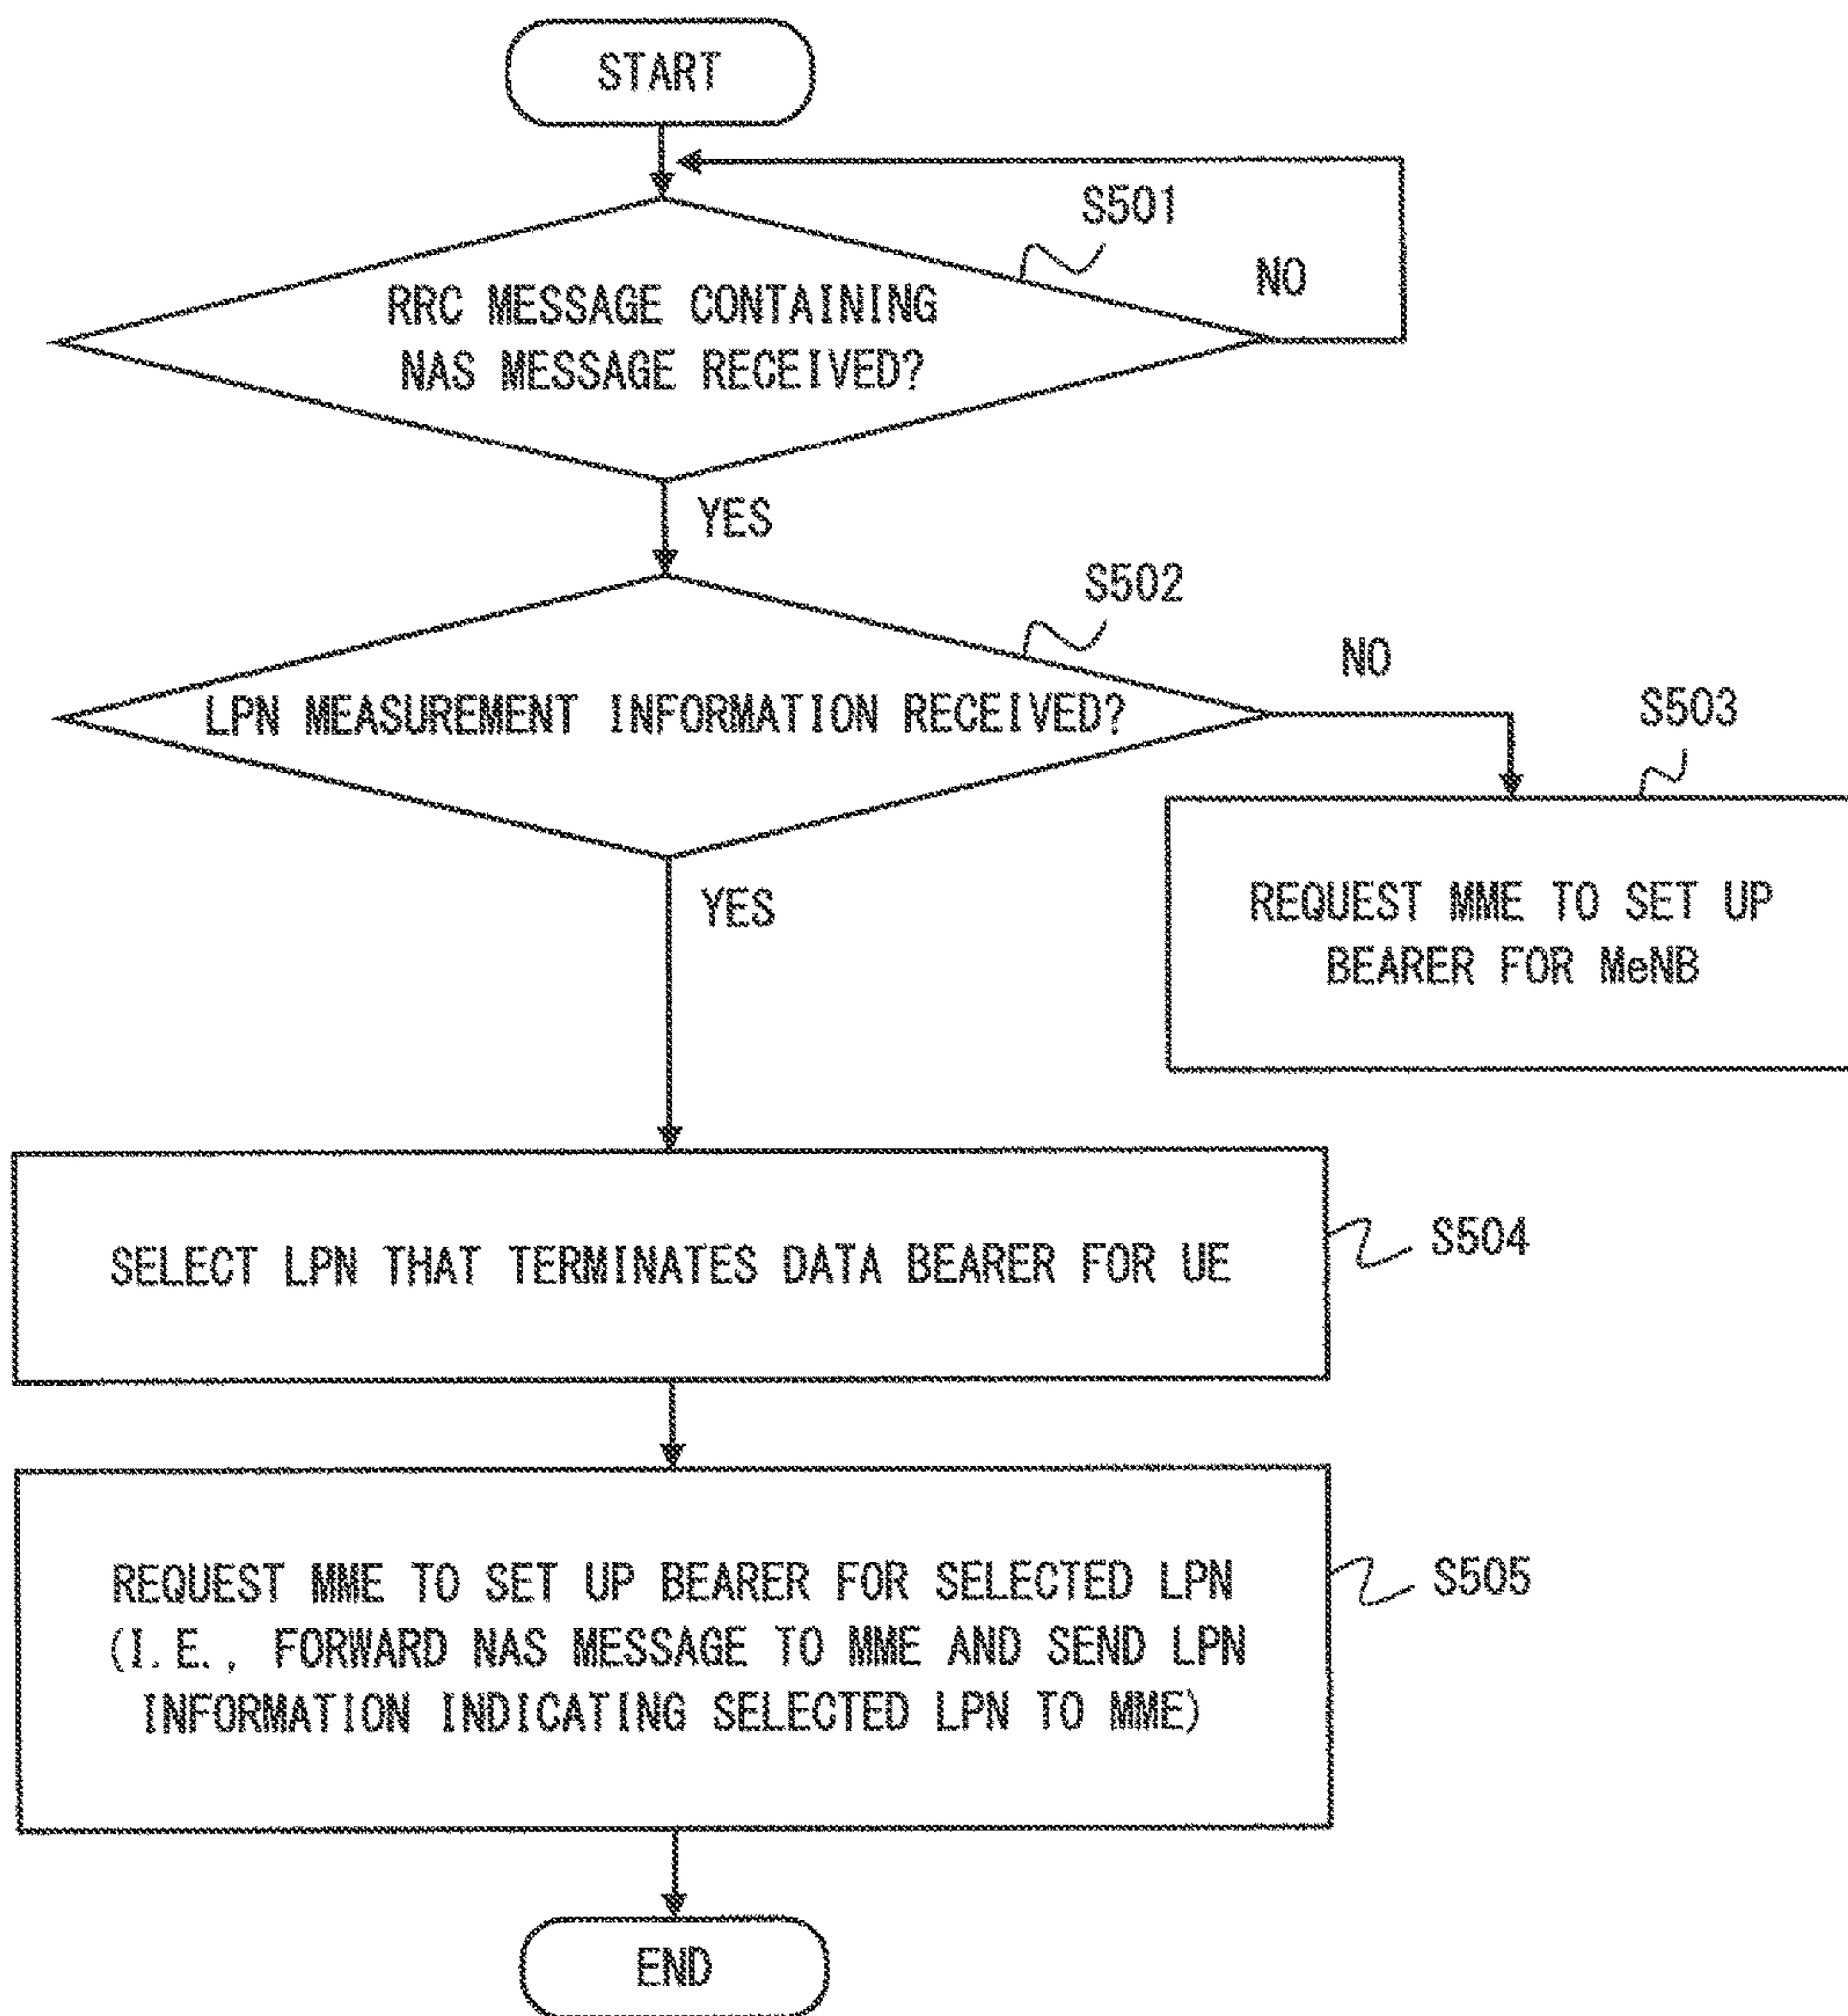 START
S501
NO
RRC MESSAGE CONTAINING
NAS MESSAGE RECEIVED?
YES
S502
NO
LPN MEASUREMENT INFORMATION RECEIVED?
S503
YES
REQUEST MME TO SET UP
BEARER FOR MeNB
SELECT LPN THAT TERMINATES DATA BEARER FOR UE
S504
REQUEST MME TO SET UP BEARER FOR SELECTED LPN
(I.E., FORWARD NAS MESSAGE TO MME AND SEND LPN
INFORMATION INDICATING SELECTED LPN TO MME)
S505
END